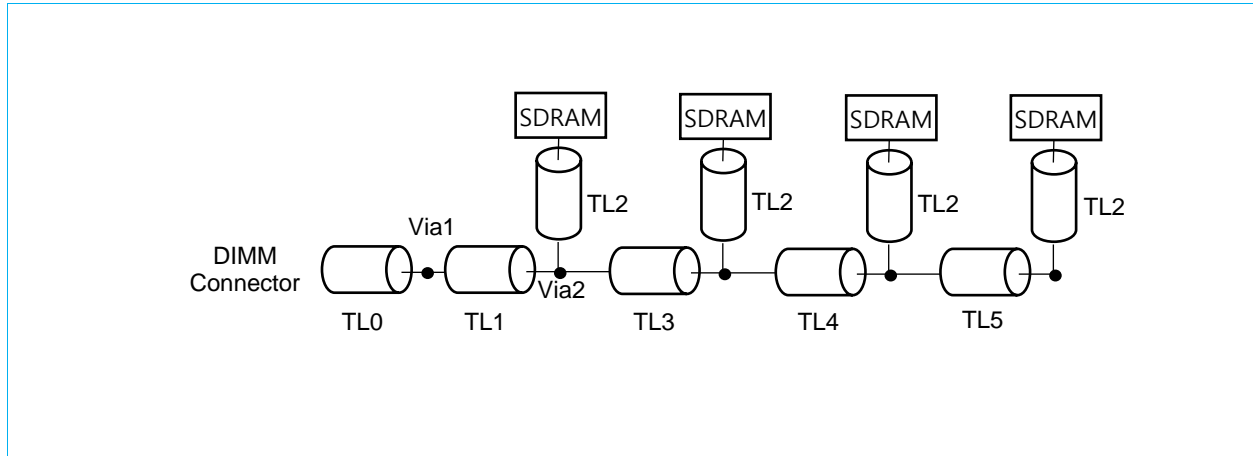 SDRAM
SDRAM
SDRAM
SDRAM
TL2
TL2
TL2
TL2
Via1
DIMM
Connector
Via2
TL0
TL1
TL3
TL4
TL5